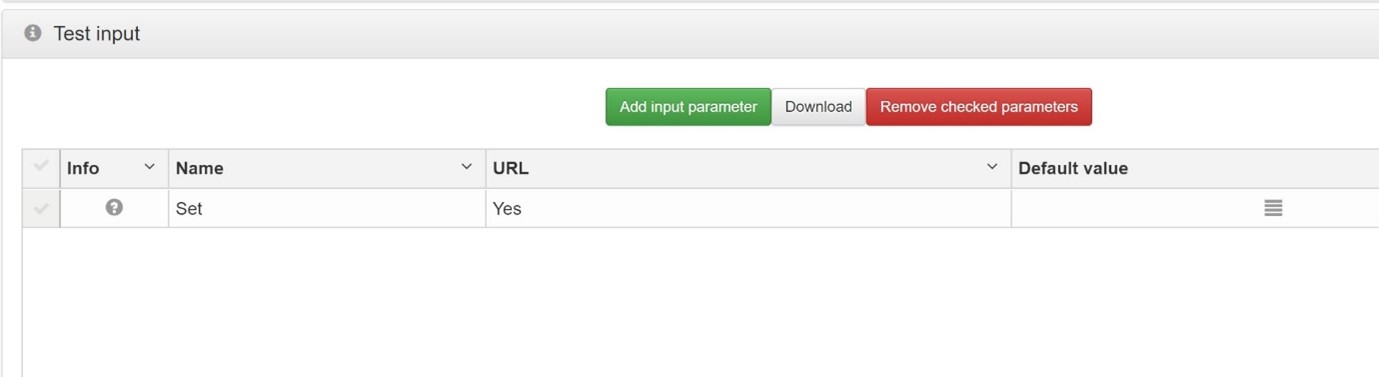 Test input
Add input parameter Download Remove checked parameters
Info Name URL Default value
Set Yes